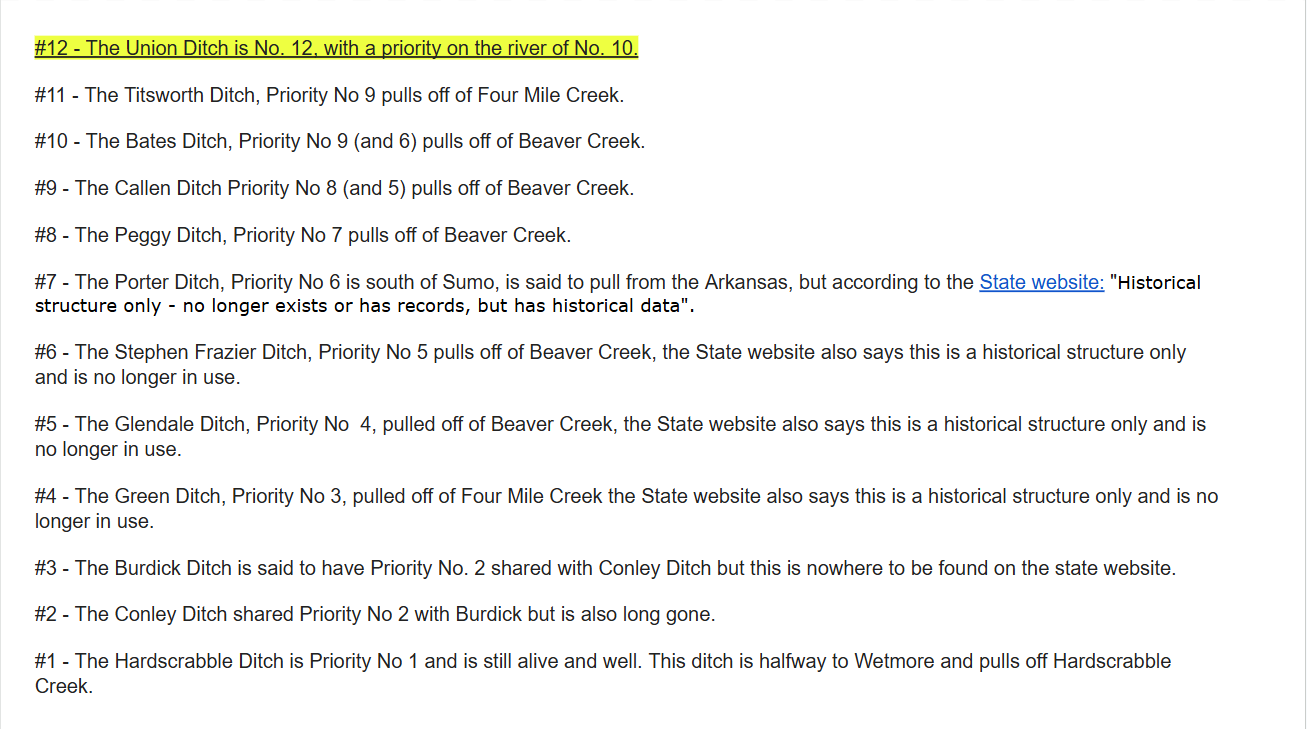 #12 - The Union Ditch is No. 12, with a priority on the river of No. 10.
#11 - The Titsworth Ditch, Priority No 9 pulls off of Four Mile Creek.
#10 - The Bates Ditch, Priority No 9 (and 6) pulls off of Beaver Creek.
#9 - The Callen Ditch Priority No 8 (and 5) pulls off of Beaver Creek.
#8 - The Peggy Ditch, Priority No 7 pulls off of Beaver Creek.
#7 - The Porter Ditch, Priority No 6 is south of Sumo, is said to pull from the Arkansas, but according to the State website: "Historical
structure only - no longer exists or has records, but has historical data".
#6 - The Stephen Frazier Ditch, Priority No 5 pulls off of Beaver Creek, the State website also says this is a historical structure only
and is no longer in use.
#5 - The Glendale Ditch, Priority No  4, pulled off of Beaver Creek, the State website also says this is a historical structure only and is
no longer in use.
#4 - The Green Ditch, Priority No 3, pulled off of Four Mile Creek the State website also says this is a historical structure only and is no
longer in use.
#3 - The Burdick Ditch is said to have Priority No. 2 shared with Conley Ditch but this is nowhere to be found on the state website.
#2 - The Conley Ditch shared Priority No 2 with Burdick but is also long gone.
#1 - The Hardscrabble Ditch is Priority No 1 and is still alive and well. This ditch is halfway to Wetmore and pulls off Hardscrabble
Creek.